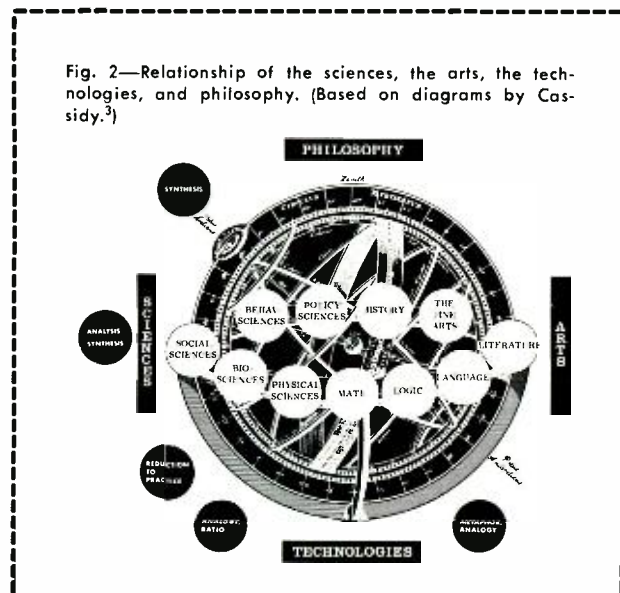 Fig. 2—Relationship of the sciences, the arts, the tech-
nologies, and philosophy. (Based on diagrams by Cas-
sidy.³)
PHILOSOPHY
Zenith
SYNTHESIS
SCIENCES
ARTS
ANALYSIS
SYNTHESIS
BEHAV
SCIENCES
POLICY
SCIENCES
HISTORY
THE
FINE
ARTS
SOCIAL
SCIENCES
LITERATURE
BIO-
SCIENCES
PHYSICAL
SCIENCES
MATH
LOGIC
LANGUAGE
REDUCTION
TO
PRACTICE
ANALOGY,
RATIO
METAPHOR,
ANALOGY
TECHNOLOGIES